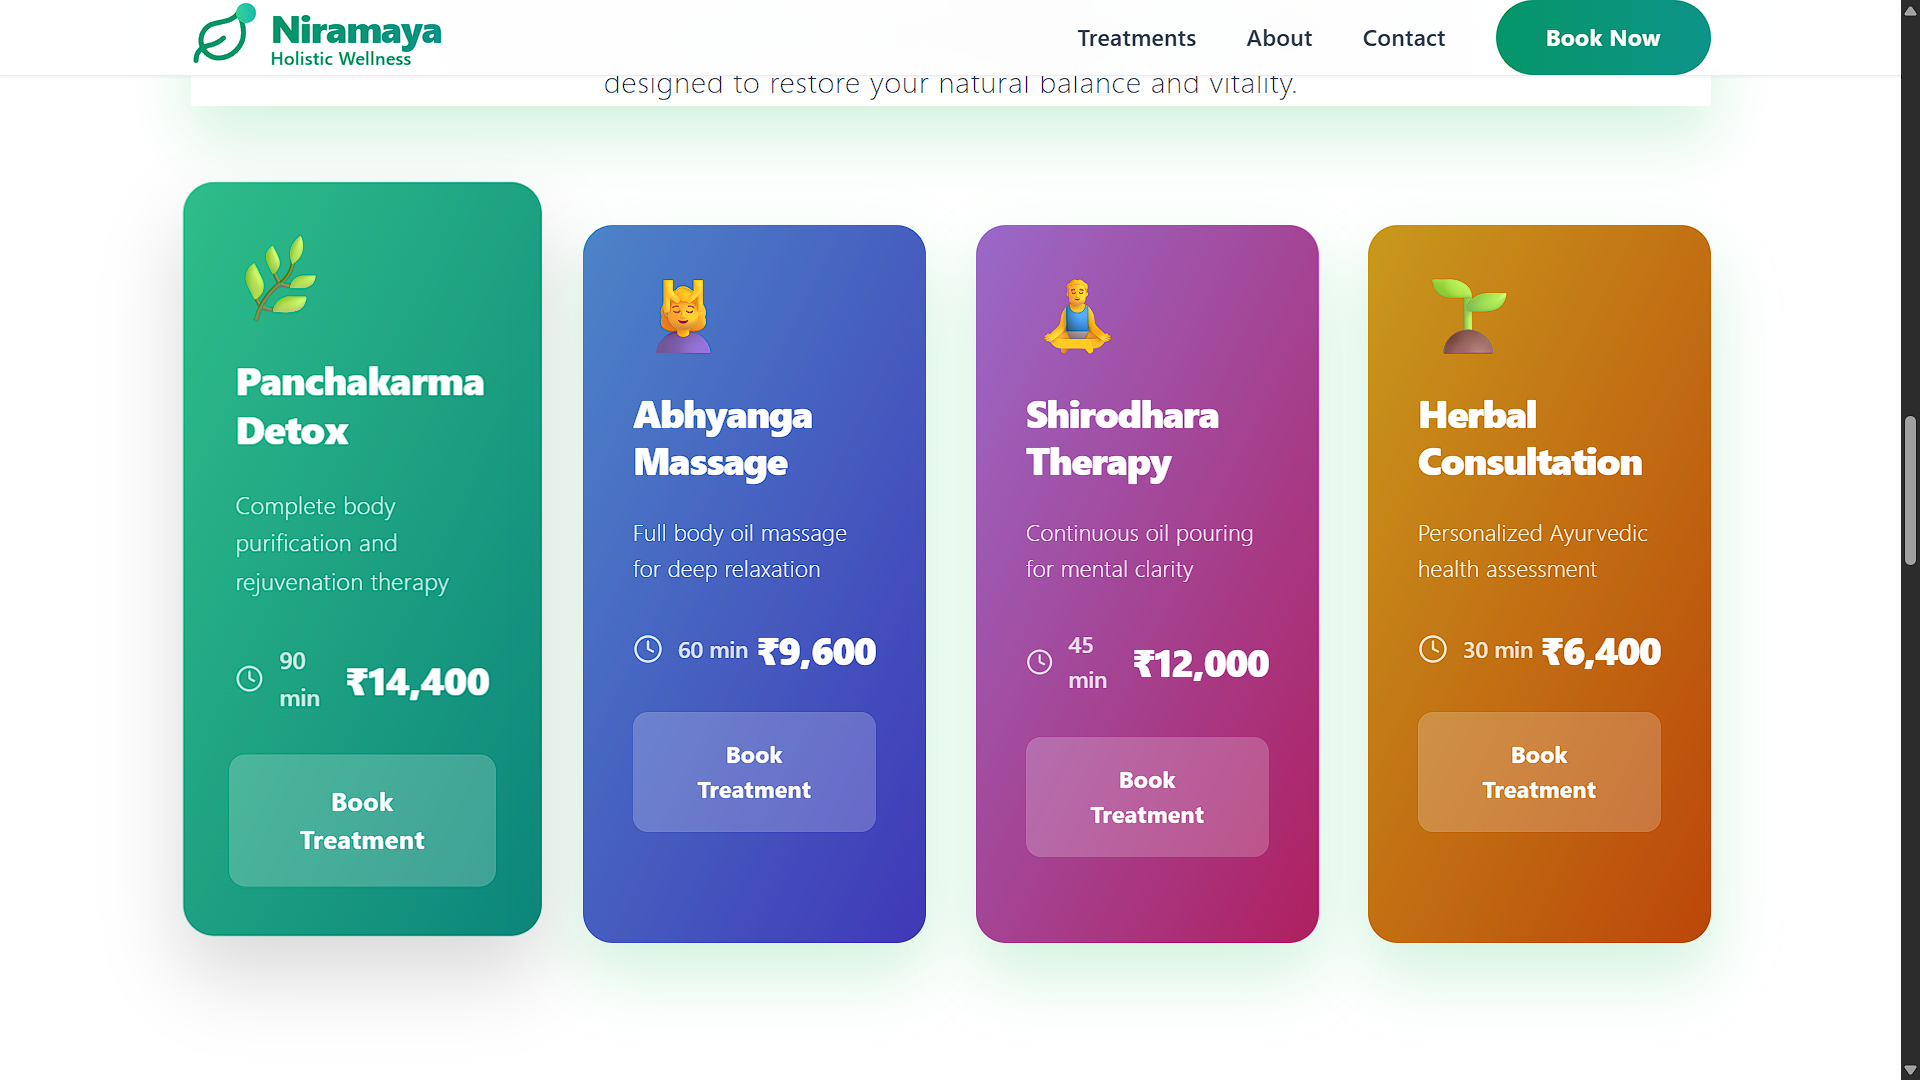 Niramaya
Holistic Wellness
Treatments
About
Contact
Book Now
designed to restore your natural balance and vitality.
Panchakarma
Detox
Complete body
purification and
rejuvenation therapy
90
min
₹14,400
Book
Treatment
Abhyanga
Massage
Full body oil massage
for deep relaxation
60 min
₹9,600
Book
Treatment
Shirodhara
Therapy
Continuous oil pouring
for mental clarity
45
min
₹12,000
Book
Treatment
Herbal
Consultation
Personalized Ayurvedic
health assessment
30 min
₹6,400
Book
Treatment